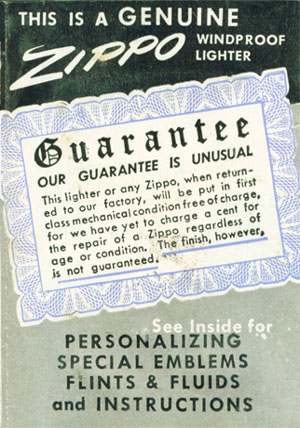 THIS IS A GENUINE
ZIPPO WINDPROOF
LIGHTER
Guarantee
OUR GUARANTEE IS UNUSUAL
This lighter or any Zippo, when return-
ed to our factory, will be put in first
class mechanical condition free of charge,
for we have yet to charge a cent for
the repair of a Zippo regardless of
age or condition. The finish, however,
is not guaranteed.
See Inside for
PERSONALIZING
SPECIAL EMBLEMS
FLINTS & FLUIDS
and INSTRUCTIONS